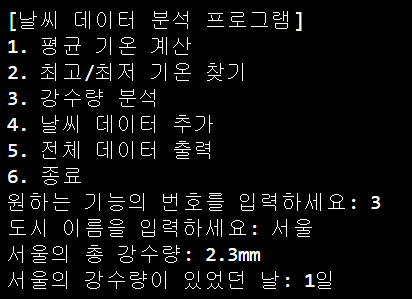 [날씨 데이터 분석 프로그램]
1. 평균 기온 계산
2. 최고/최저 기온 찾기
3. 강수량 분석
4. 날씨 데이터 추가
5. 전체 데이터 출력
6. 종료
원하는 기능의 번호를 입력하세요: 3
도시 이름을 입력하세요: 서울
서울의 총 강수량: 2.3mm
서울의 강수량이 있었던 날: 1일